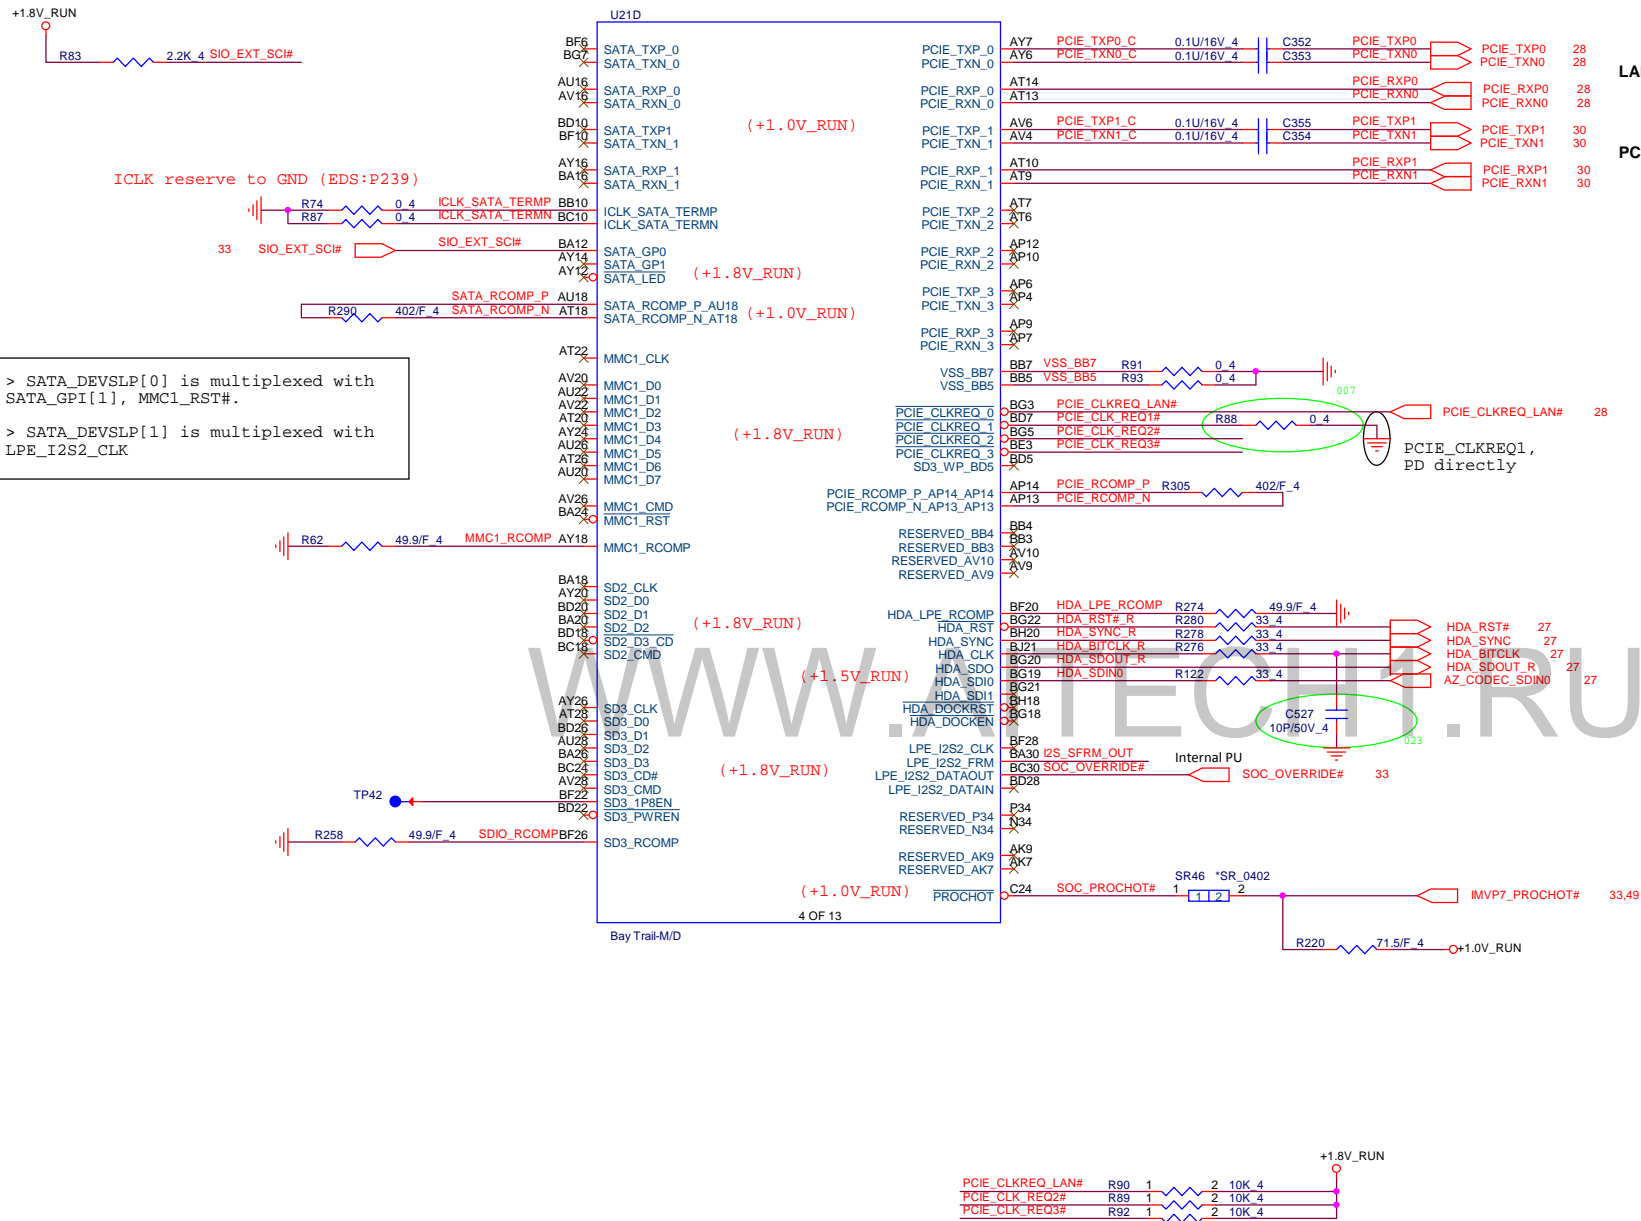 +1.8V_RUN
R83 2.2K_4 SIO_EXT_SCI#
ICLK reserve to GND (EDS:P239)
R74 0_4 ICLK_SATA_TERMP BB10
R87 0_4 ICLK_SATA_TERMN BC10
33 SIO_EXT_SCI# SIO_EXT_SCI# BA12
SATA_RCOMP_P AU18
R290 402/F_4 SATA_RCOMP_N AT18
> SATA_DEVSLP[0] is multiplexed with
SATA_GPI[1], MMC1_RST#.
> SATA_DEVSLP[1] is multiplexed with
LPE_I2S2_CLK
R62 49.9/F_4 MMC1_RCOMP AY18
TP42
R258 49.9/F_4 SDIO_RCOMP BF26
U21D
BF6 SATA_TXP_0
BG7 SATA_TXN_0
AU16 SATA_RXP_0
AV16 SATA_RXN_0
BD10 SATA_TXP1
BF10 SATA_TXN_1
AY16 SATA_RXP_1
BA16 SATA_RXN_1
ICLK_SATA_TERMP
ICLK_SATA_TERMN
SATA_GP0
AY14 SATA_GP1
AY12 SATA_LED
SATA_RCOMP_P_AU18
SATA_RCOMP_N_AT18
AT22 MMC1_CLK
AV20 MMC1_D0
AU22 MMC1_D1
AV22 MMC1_D2
AT20 MMC1_D3
AY24 MMC1_D4
AU26 MMC1_D5
AT26 MMC1_D6
AU20 MMC1_D7
AV26 MMC1_CMD
BA24 MMC1_RST
MMC1_RCOMP
BA18 SD2_CLK
AY20 SD2_D0
BD20 SD2_D1
BA20 SD2_D2
BD18 SD2_D3_CD
BC18 SD2_CMD
AY26 SD3_CLK
AT28 SD3_D0
BD26 SD3_D1
AU28 SD3_D2
BA26 SD3_D3
BC24 SD3_CD#
AV28 SD3_CMD
BF22 SD3_1P8EN
BD22 SD3_PWREN
SD3_RCOMP
(+1.0V_RUN)
(+1.8V_RUN)
(+1.0V_RUN)
(+1.8V_RUN)
(+1.8V_RUN)
(+1.5V_RUN)
(+1.8V_RUN)
(+1.0V_RUN)
4 OF 13
Bay Trail-M/D
PCIE_TXP_0 AY7 PCIE_TXP0_C 0.1U/16V_4 C352 PCIE_TXP0 PCIE_TXP0 28
PCIE_TXN_0 AY6 PCIE_TXN0_C 0.1U/16V_4 C353 PCIE_TXN0 PCIE_TXN0 28
LA
PCIE_RXP_0 AT14 PCIE_RXP0 PCIE_RXP0 28
PCIE_RXN_0 AT13 PCIE_RXN0 PCIE_RXN0 28
PCIE_TXP_1 AV6 PCIE_TXP1_C 0.1U/16V_4 C355 PCIE_TXP1 PCIE_TXP1 30
PCIE_TXN_1 AV4 PCIE_TXN1_C 0.1U/16V_4 C354 PCIE_TXN1 PCIE_TXN1 30
PC
PCIE_RXP_1 AT10 PCIE_RXP1 PCIE_RXP1 30
PCIE_RXN_1 AT9 PCIE_RXN1 PCIE_RXN1 30
PCIE_TXP_2 AT7
PCIE_TXN_2 AT6
PCIE_RXP_2 AP12
PCIE_RXN_2 AP10
PCIE_TXP_3 AP6
PCIE_TXN_3 AP4
PCIE_RXP_3 AP9
PCIE_RXN_3 AP7
VSS_BB7 BB7 VSS_BB7 R91 0_4
VSS_BB5 BB5 VSS_BB5 R93 0_4
007
PCIE_CLKREQ_0 BG3 PCIE_CLKREQ_LAN# PCIE_CLKREQ_LAN# 28
PCIE_CLKREQ_1 BD7 PCIE_CLK_REQ1# R88 0_4
PCIE_CLKREQ_2 BG5 PCIE_CLK_REQ2#
PCIE_CLKREQ_3 BE3 PCIE_CLK_REQ3#
SD3_WP_BD5 BD5
PCIE_CLKREQ1,
PD directly
PCIE_RCOMP_P_AP14_AP14 AP14 PCIE_RCOMP_P R305 402/F_4
PCIE_RCOMP_N_AP13_AP13 AP13 PCIE_RCOMP_N
RESERVED_BB4 BB4
RESERVED_BB3 BB3
RESERVED_AV10 AV10
RESERVED_AV9 AV9
HDA_LPE_RCOMP BF20 HDA_LPE_RCOMP R274 49.9/F_4
HDA_RST BG22 HDA_RST#_R R280 33_4 HDA_RST# 27
HDA_SYNC BH20 HDA_SYNC_R R278 33_4 HDA_SYNC 27
HDA_CLK BJ21 HDA_BITCLK_R R276 33_4 HDA_BITCLK 27
HDA_SDO BG20 HDA_SDOUT_R HDA_SDOUT_R 27
HDA_SDI0 BG19 HDA_SDIN0 R122 33_4 AZ_CODEC_SDIN0 27
HDA_SDI1 BG21
HDA_DOCKRST BH18
HDA_DOCKEN BG18
C527
10P/50V_4
023
LPE_I2S2_CLK BF28
LPE_I2S2_FRM BA30 I2S_SFRM_OUT Internal PU
LPE_I2S2_DATAOUT BC30 SOC_OVERRIDE# SOC_OVERRIDE# 33
LPE_I2S2_DATAIN BD28
RESERVED_P34 P34
RESERVED_N34 N34
RESERVED_AK9 AK9
RESERVED_AK7 AK7
PROCHOT C24 SOC_PROCHOT# SR46 *SR_0402 1 1 2 2 IMVP7_PROCHOT# 33,49
R220 71.5/F_4 +1.0V_RUN
WWW.AITECH1.RU
+1.8V_RUN
PCIE_CLKREQ_LAN# R90 1 2 10K_4
PCIE_CLK_REQ2# R89 1 2 10K_4
PCIE_CLK_REQ3# R92 1 2 10K_4